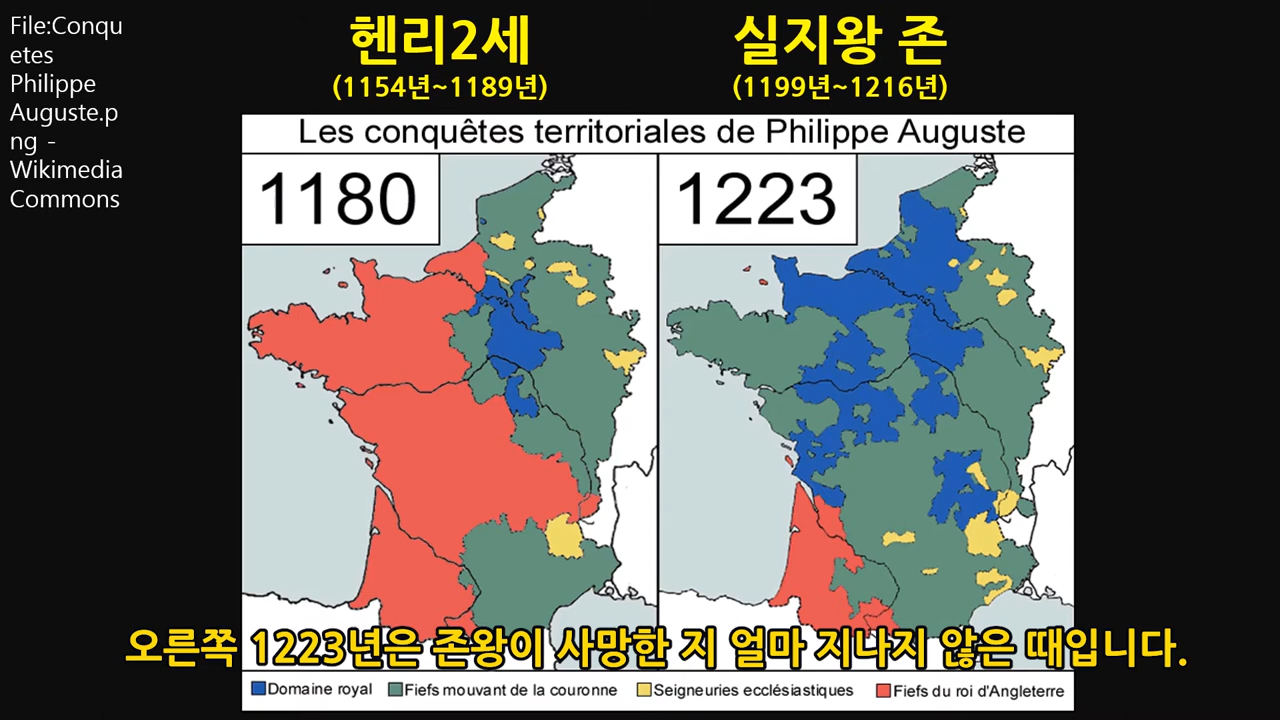 File:Conqu
etes
Philippe
Auguste.p
ng -
Wikimedia
Commons
헨리2세
(1154년~1189년)
실지왕 존
(1199년~1216년)
Les conquêtes territoriales de Philippe Auguste
1180
1223
오른쪽 1223년은 존왕이 사망한 지 얼마 지나지 않은 때입니다.
Domaine royal
Fiefs mouvant de la couronne
Seigneuries ecclésiastiques
Fiefs du roi d'Angleterre